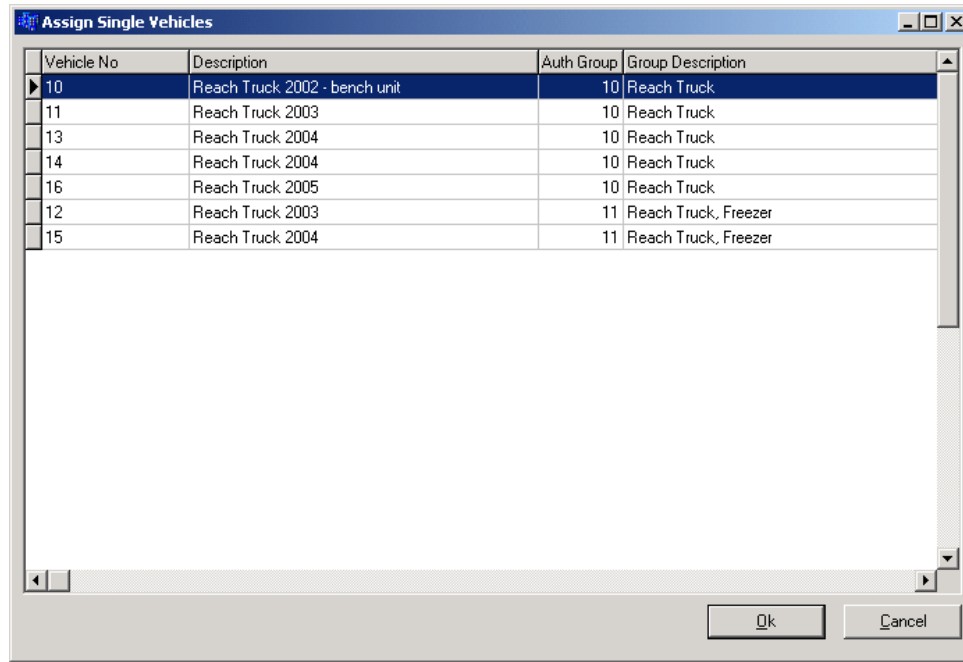 Assign Single Vehicles
Vehicle No Description Auth Group Group Description
10 Reach Truck 2002 - bench unit 10 Reach Truck
11 Reach Truck 2003 10 Reach Truck
13 Reach Truck 2004 10 Reach Truck
14 Reach Truck 2004 10 Reach Truck
16 Reach Truck 2005 10 Reach Truck
12 Reach Truck 2003 11 Reach Truck, Freezer
15 Reach Truck 2004 11 Reach Truck, Freezer
Ok Cancel